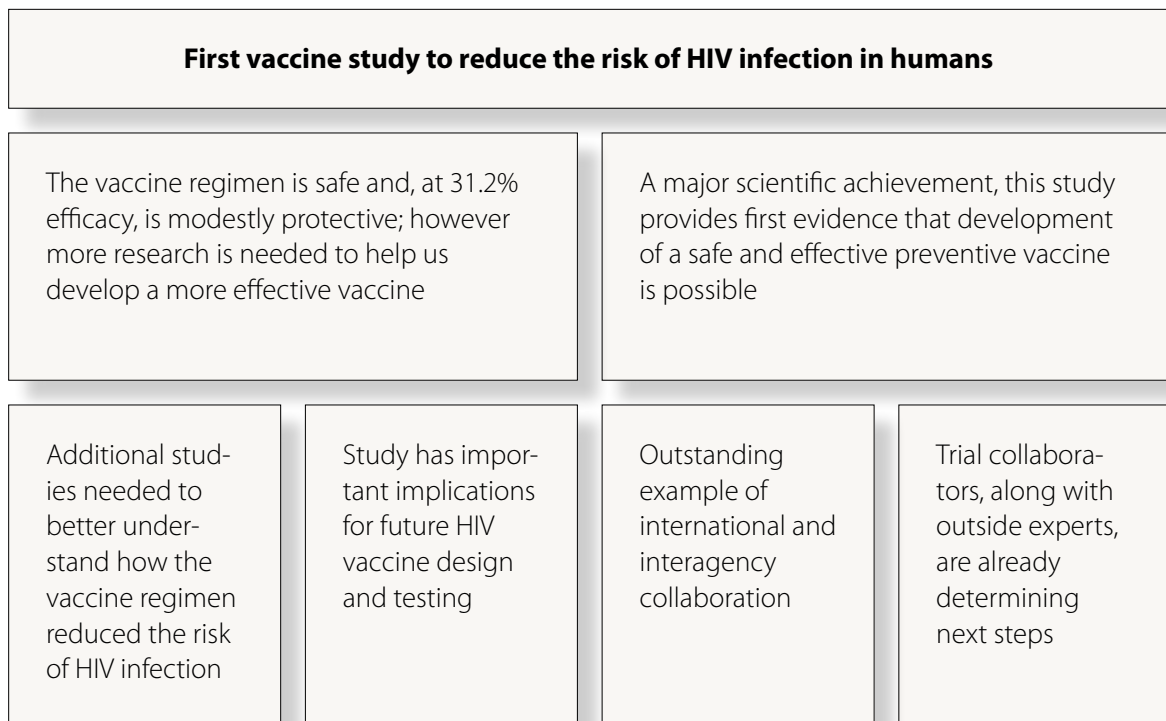 First vaccine study to reduce the risk of HIV infection in humans
The vaccine regimen is safe and, at 31.2%
efficacy, is modestly protective; however
more research is needed to help us
develop a more effective vaccine
A major scientific achievement, this study
provides first evidence that development
of a safe and effective preventive vaccine
is possible
Additional stud-
ies needed to
better under-
stand how the
vaccine regimen
reduced the risk
of HIV infection
Study has impor-
tant implications
for future HIV
vaccine design
and testing
Outstanding
example of
international and
interagency
collaboration
Trial collabora-
tors, along with
outside experts,
are already
determining
next steps